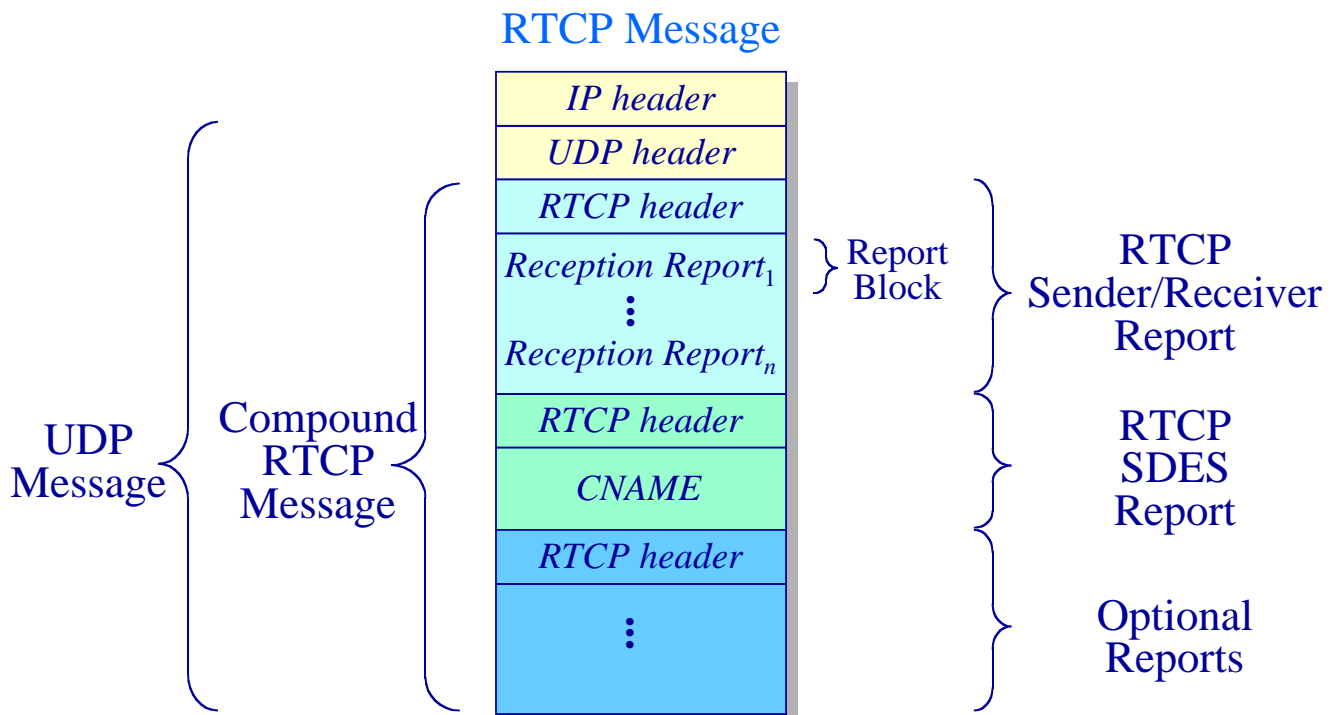 RTCP Message
IP header
UDP header
RTCP header
Reception Report1
⋮
Reception Reportn
RTCP header
CNAME
RTCP header
⋮
UDP
Message
Compound
RTCP
Message
Report
Block
RTCP
Sender/Receiver
Report
RTCP
SDES
Report
Optional
Reports